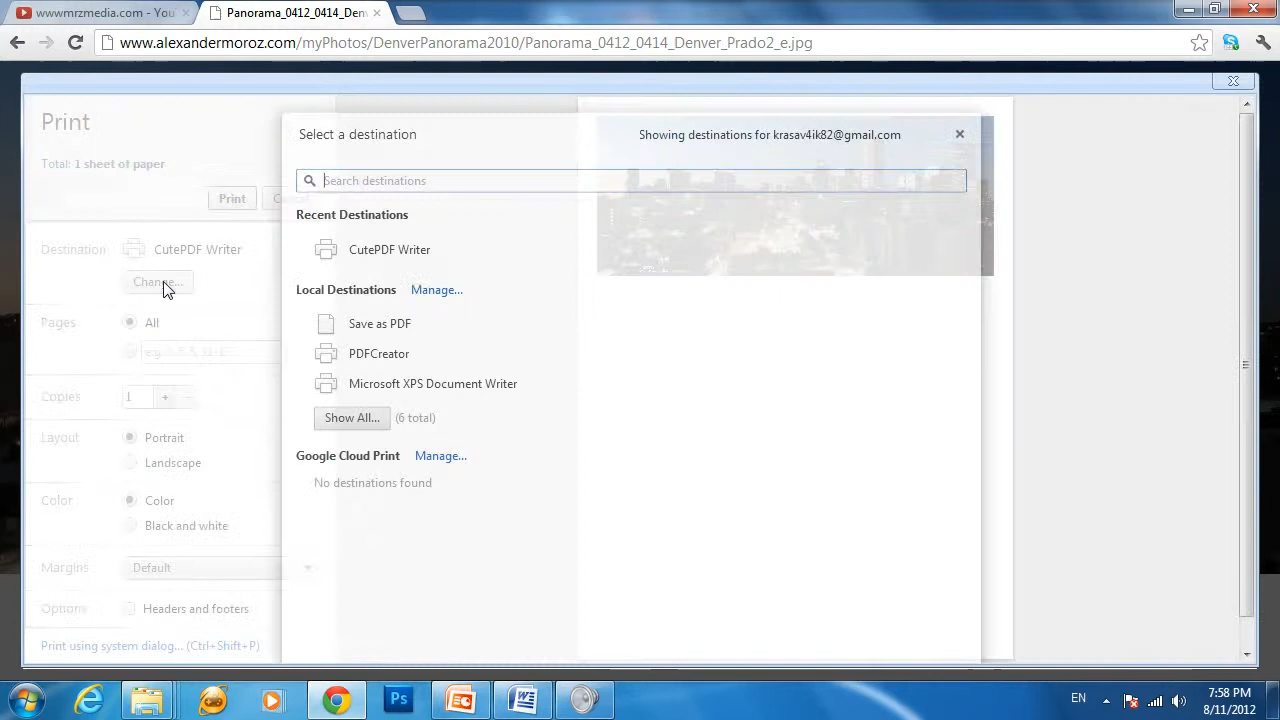 wwwmrzmedia.com - You
Panorama_0412_0414_Den
www.alexandermoroz.com/myPhotos/DenverPanorama2010/Panorama_0412_0414_Denver_Prado2_e.jpg
Print
Total: 1 sheet of paper
Print
Destination
CutePDF Writer
Change...
Pages
All
Copies
1
+
Layout
Portrait
Landscape
Color
Color
Black and white
Margins
Default
Options
Headers and footers
Print using system dialog... (Ctrl+Shift+P)
Select a destination
Showing destinations for krasav4ik82@gmail.com
Search destinations
Recent Destinations
CutePDF Writer
Local Destinations
Manage...
Save as PDF
PDFCreator
Microsoft XPS Document Writer
Show All...
(6 total)
Google Cloud Print
Manage...
No destinations found
Ps
EN
7:58 PM
8/11/2012